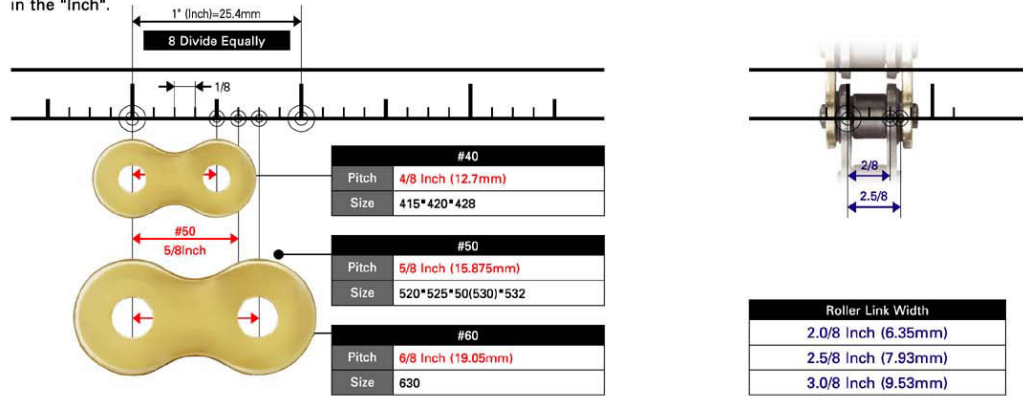 in the "Inch".
1" (Inch)=25.4mm
8 Divide Equally
1/8
#40
Pitch 4/8 Inch (12.7mm)
Size 415*420*428
#50
5/8Inch
#50
Pitch 5/8 Inch (15.875mm)
Size 520*525*50(530)*532
#60
Pitch 6/8 Inch (19.05mm)
Size 630
2/8
2.5/8
Roller Link Width
2.0/8 Inch (6.35mm)
2.5/8 Inch (7.93mm)
3.0/8 Inch (9.53mm)